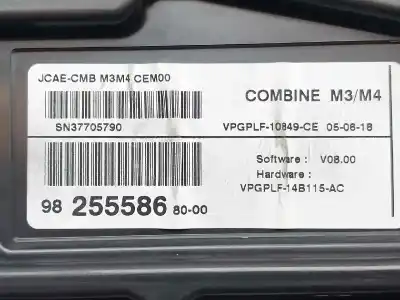 JCAE-CMB M3M4 CEM00
COMBINE M3/M4
SN37705790
VPGPLF-10849-CE 05-06-18
Software : V08.00
Hardware :
VPGPLF-14B115-AC
98 255586 80-00